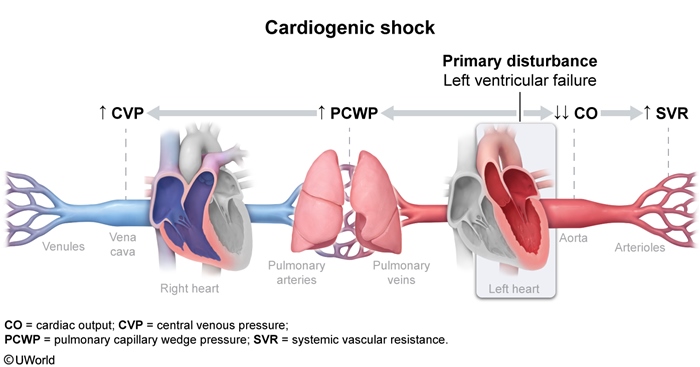 Cardiogenic shock
Primary disturbance
Left ventricular failure
↑ CVP
↑ PCWP
↓↓ CO
↑ SVR
Venules
Vena
cava
Right heart
Pulmonary
arteries
Pulmonary
veins
Left heart
Aorta
Arterioles
CO = cardiac output; CVP = central venous pressure;
PCWP = pulmonary capillary wedge pressure; SVR = systemic vascular resistance.
©UWorld